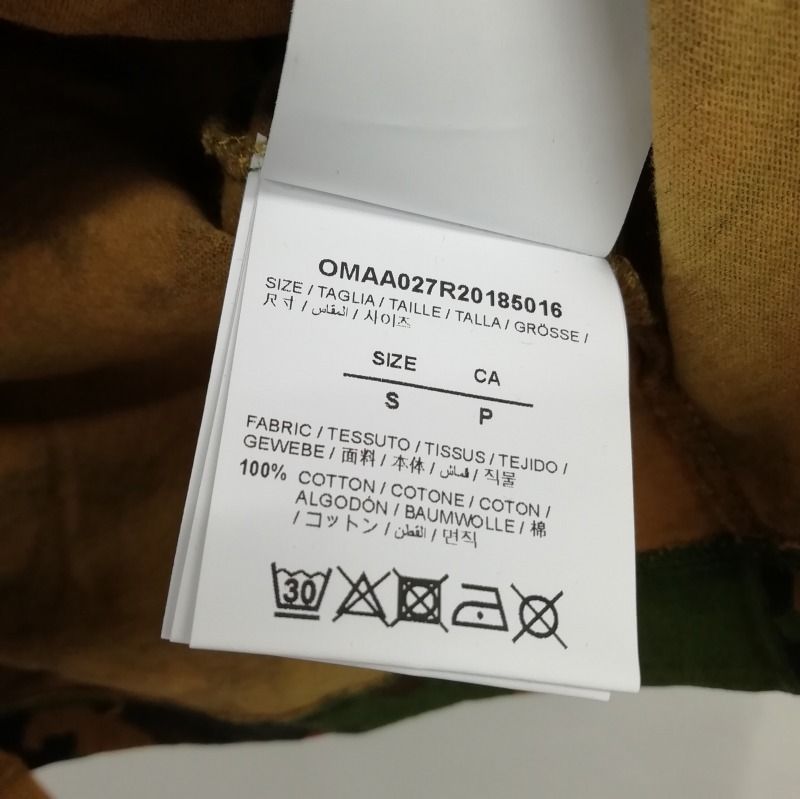 OMAA027R20185016
SIZE / TAGLIA / TAILLE / TALLA / GRÖSSE /
尺寸 / المقاس / 사이즈
SIZE CA
S P
FABRIC / TESSUTO / TISSUS / TEJIDO /
GEWEBE / 面料 / 本体 / قماش / 직물
100% COTTON / COTONE / COTON /
ALGODÓN / BAUMWOLLE / 棉
/ コットン / القطن / 면직
30